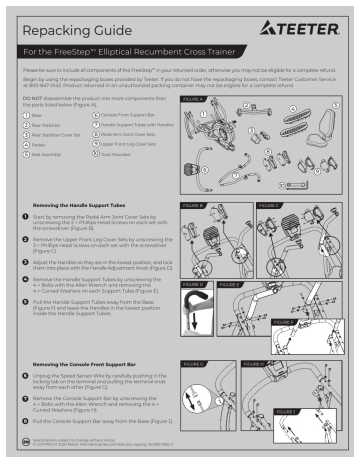 Repacking Guide
TEETER
For the FreeStep™ Elliptical Recumbent Cross Trainer
Please be sure to include all components of the FreeStep™ in your returned order, otherwise you may not be eligible for a complete refund.
Begin by using the repackaging boxes provided by Teeter. If you do not have the repackaging boxes, contact Teeter Customer Service
at 800-847-0143. Product returned in an unauthorized packing container may not be eligible for a complete refund.
DO NOT disassemble the product into more components than
the parts listed below (Figure A).
1 Base
2 Rear Stabilizer
3 Rear Stabilizer Cover Set
4 Pedals
5 Seat Assembly
6 Console Front Support Bar
7 Handle Support Tubes with Handles
8 Pedal Arm Joint Cover Sets
9 Upper Front Leg Cover Sets
10 Tools Provided
FIGURE A
Removing the Handle Support Tubes
1 Start by removing the Pedal Arm Joint Cover Sets by
unscrewing the 2 × Phillips Head Screws on each set with
the screwdriver (Figure B).
2 Remove the Upper Front Leg Cover Sets by unscrewing the
3 × Phillips Head Screws on each set with the screwdriver
(Figure C).
3 Adjust the Handles so they are in the lowest position, and lock
them into place with the Handle Adjustment Knobs (Figure D).
4 Remove the Handle Support Tubes by unscrewing the
4 × Bolts with the Allen Wrench and removing the
4 × Curved Washers on each Support Tube (Figure E).
5 Pull the Handle Support Tubes away from the Base,
(Figure F) and leave the Handles in the lowest position
inside the Handle Support Tubes.
FIGURE B
FIGURE C
FIGURE D
FIGURE E
FIGURE F
Removing the Console Front Support Bar
6 Unplug the Speed Sensor Wire by carefully pushing in the
locking tab on the terminal and pulling the terminal ends
away from each other (Figure G).
7 Remove the Console Support Bar by unscrewing the
4 × Bolts with the Allen Wrench and removing the 4 ×
Curved Washers (Figure H).
8 Pull the Console Support Bar away from the Base (Figure I).
FIGURE G
FIGURE H
Specifications subject to change without notice.